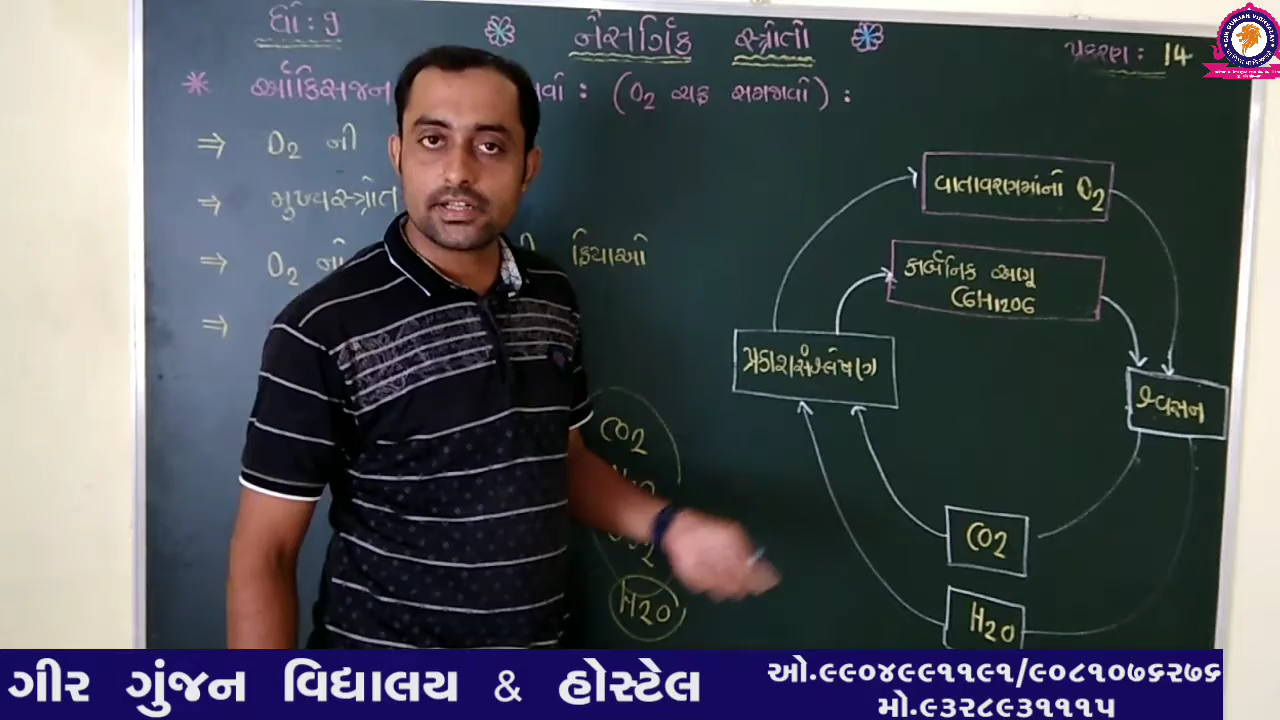 ધો : 9 નૈસર્ગિક સ્ત્રોતો પ્રકરણ : 14
* ઓક્સિજન (O2 ચક્ર સમજાવો) :
⇒ O2 ની
→ મુખ્યસ્ત્રોત
⇒ O2 નો ક્રિયાઓ
⇒
વાતાવરણમાંનો O2
કાર્બનિક અણુ
C6H12O6
પ્રકાશસંશ્લેષણ
શ્વસન
CO2
CO2
H2O
H2O
ગીર ગુંજન વિદ્યાલય & હોસ્ટેલ
ઓ.૯૯૦૪૯૯૧૧૯૧/૯૦૮૧૦૭૬૨૭૬
મો.૯૩૨૮૯૩૧૧૧૫